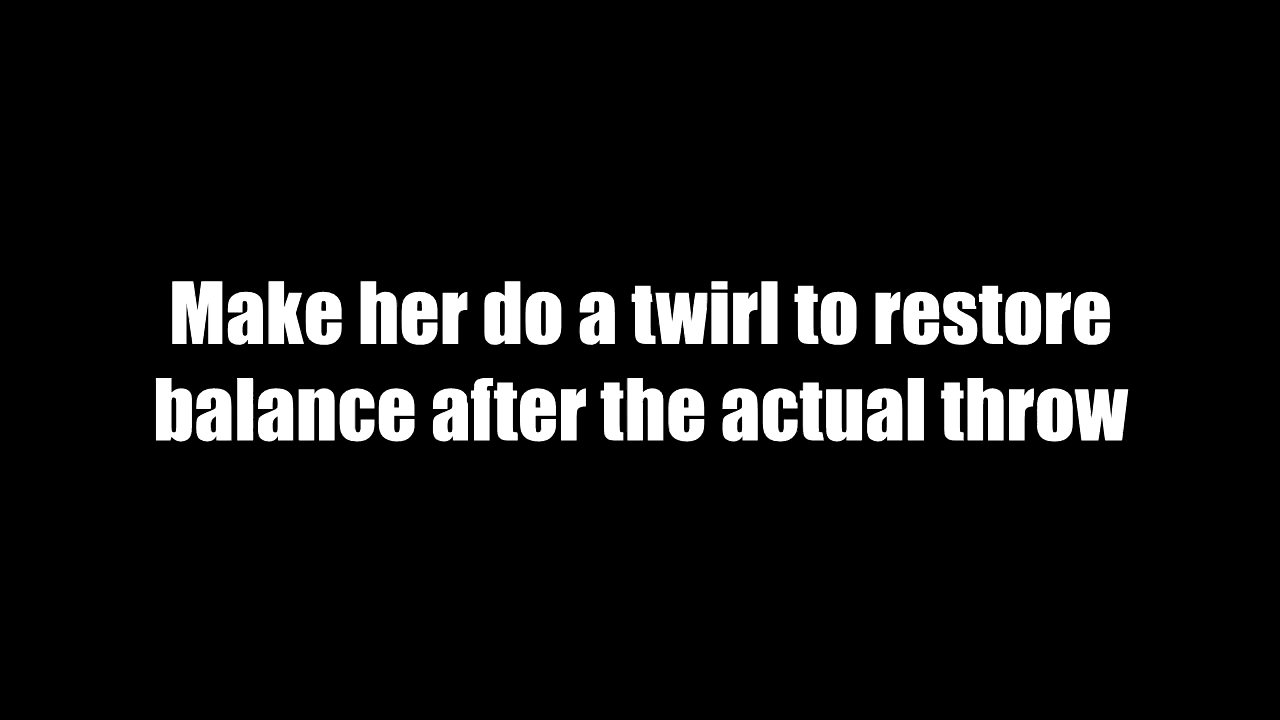 Make her do a twirl to restore
balance after the actual throw